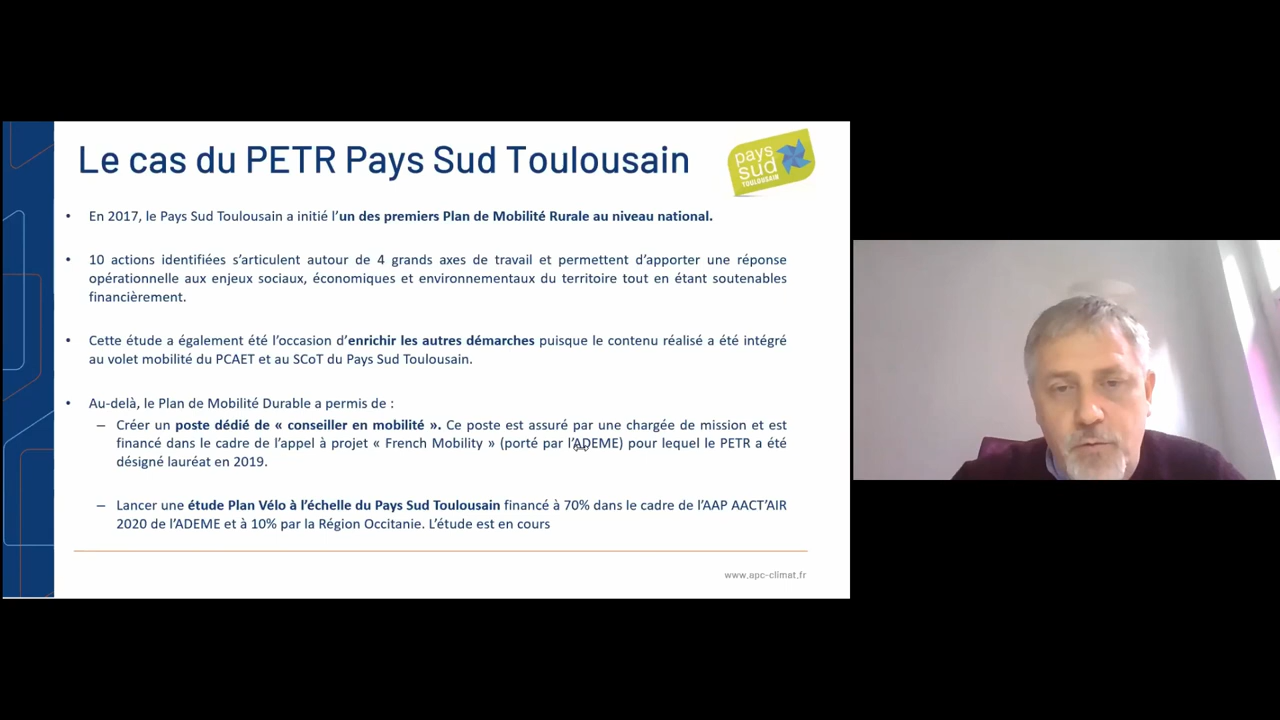 Le cas du PETR Pays Sud Toulousain
pays
sud
TOULOUSAIN
• En 2017, le Pays Sud Toulousain a initié l’un des premiers Plan de Mobilité Rurale au niveau national.
• 10 actions identifiées s’articulent autour de 4 grands axes de travail et permettent d’apporter une réponse
opérationnelle aux enjeux sociaux, économiques et environnementaux du territoire tout en étant soutenables
financièrement.
• Cette étude a également été l’occasion d’enrichir les autres démarches puisque le contenu réalisé a été intégré
au volet mobilité du PCAET et au SCoT du Pays Sud Toulousain.
• Au-delà, le Plan de Mobilité Durable a permis de :
– Créer un poste dédié de « conseiller en mobilité ». Ce poste est assuré par une chargée de mission et est
financé dans le cadre de l’appel à projet « French Mobility » (porté par l’ADEME) pour lequel le PETR a été
désigné lauréat en 2019.
– Lancer une étude Plan Vélo à l’échelle du Pays Sud Toulousain financé à 70% dans le cadre de l’AAP AACT’AIR
2020 de l’ADEME et à 10% par la Région Occitanie. L’étude est en cours
www.apc-climat.fr